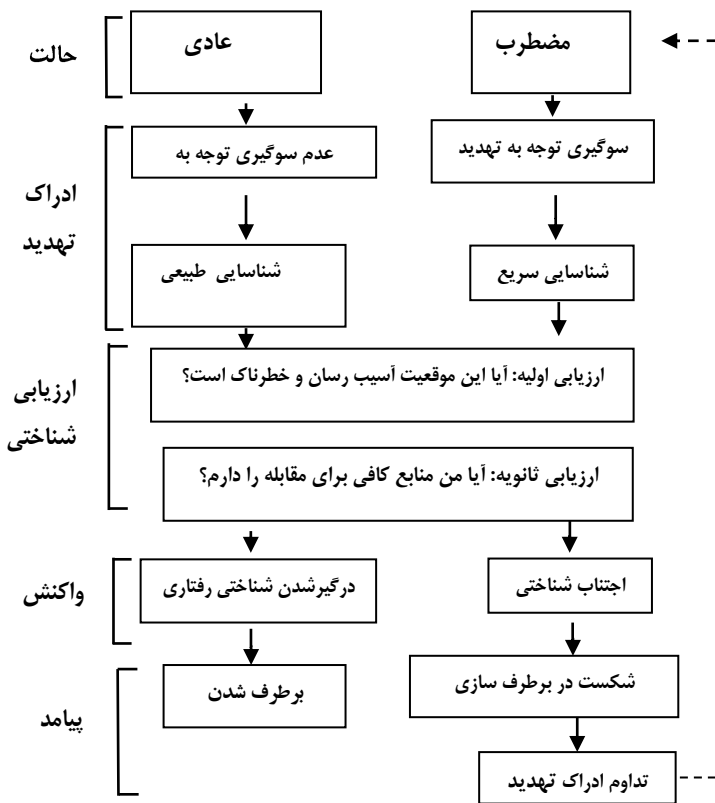 حالت
عادی
مضطرب
ادراک
تهدید
عدم سوگیری توجه به
سوگیری توجه به تهدید
شناسایی طبیعی
شناسایی سریع
ارزیابی
شناختی
ارزیابی اولیه: آیا این موقعیت آسیب رسان و خطرناک است؟
ارزیابی ثانویه: آیا من منابع کافی برای مقابله را دارم؟
واکنش
درگیرشدن شناختی رفتاری
اجتناب شناختی
پیامد
برطرف شدن
شکست در برطرف سازی
تداوم ادراک تهدید